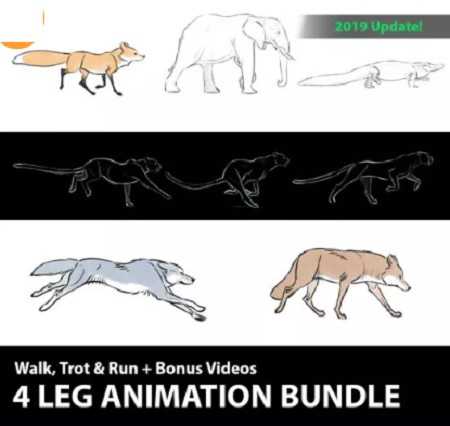 2019 Update!
Walk, Trot & Run + Bonus Videos
4 LEG ANIMATION BUNDLE